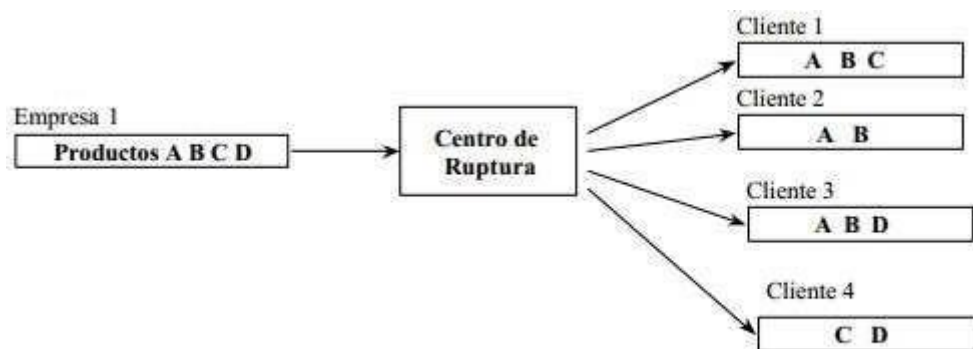 Empresa 1
Productos A B C D
Centro de
Ruptura
Cliente 1
A B C
Cliente 2
A B
Cliente 3
A B D
Cliente 4
C D